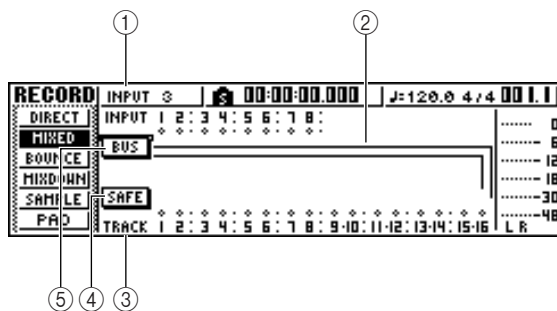 ① ②
RECORD INPUT 3 S 00:00:00.000 ♩=120.0 4/4 001.1
DIRECT INPUT 1 2 3 4 5 6 7 8 0
MIXED BUS 6
BOUNCE 12
MIXDOWN 18
SAMPLE SAFE 30
PAD TRACK 1 2 3 4 5 6 7 8 9·10 11·12 13·14 15·16 L R 48
⑤ ④ ③